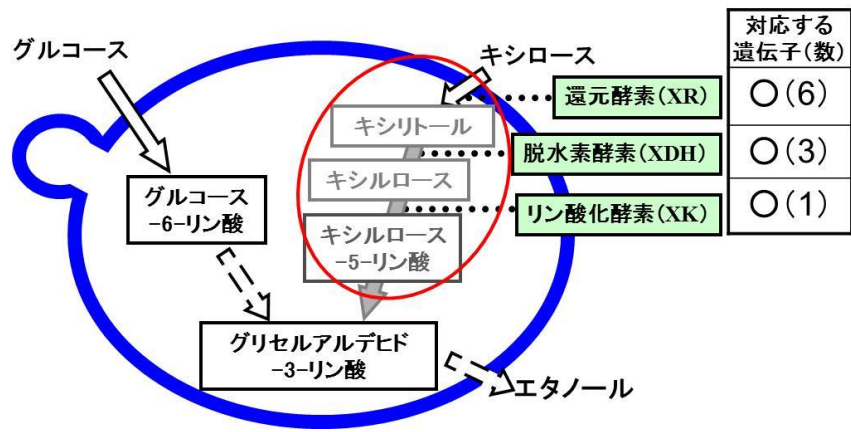 グルコース
キシロース
対応する
遺伝子(数)
還元酵素(XR)
○(6)
キシリトール
脱水素酵素(XDH)
○(3)
キシルロース
グルコース
-6-リン酸
リン酸化酵素(XK)
○(1)
キシルロース
-5-リン酸
グリセルアルデヒド
-3-リン酸
エタノール